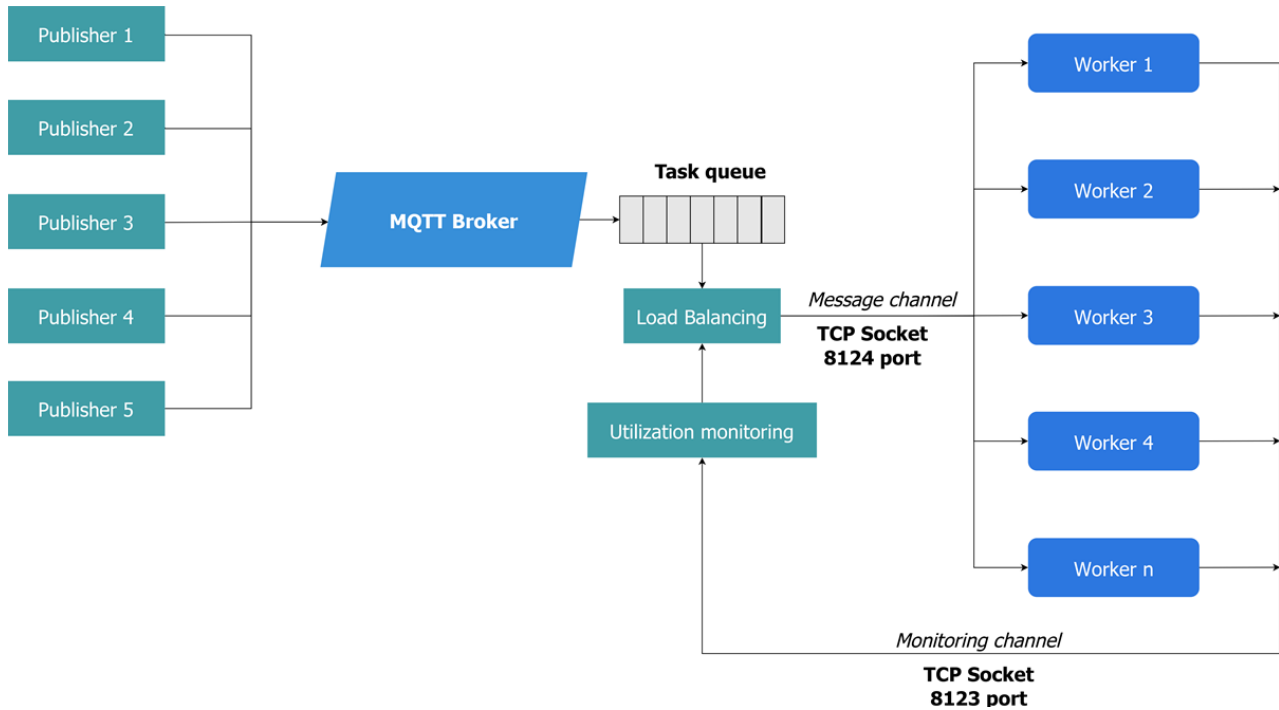 Publisher 1
Publisher 2
Publisher 3
Publisher 4
Publisher 5
MQTT Broker
Task queue
Load Balancing
Utilization monitoring
Message channel
TCP Socket
8124 port
Worker 1
Worker 2
Worker 3
Worker 4
Worker n
Monitoring channel
TCP Socket
8123 port